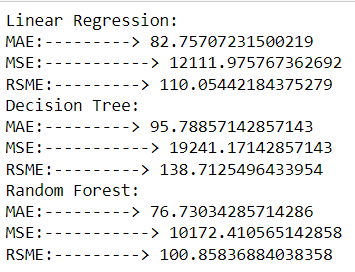 Linear Regression:
MAE:---------> 82.75707231500219
MSE:----------> 12111.975767362692
RSME:---------> 110.05442184375279
Decision Tree:
MAE:---------> 95.78857142857143
MSE:----------> 19241.17142857143
RSME:---------> 138.7125496433954
Random Forest:
MAE:---------> 76.73034285714286
MSE:----------> 10172.410565142858
RSME:---------> 100.85836884038358